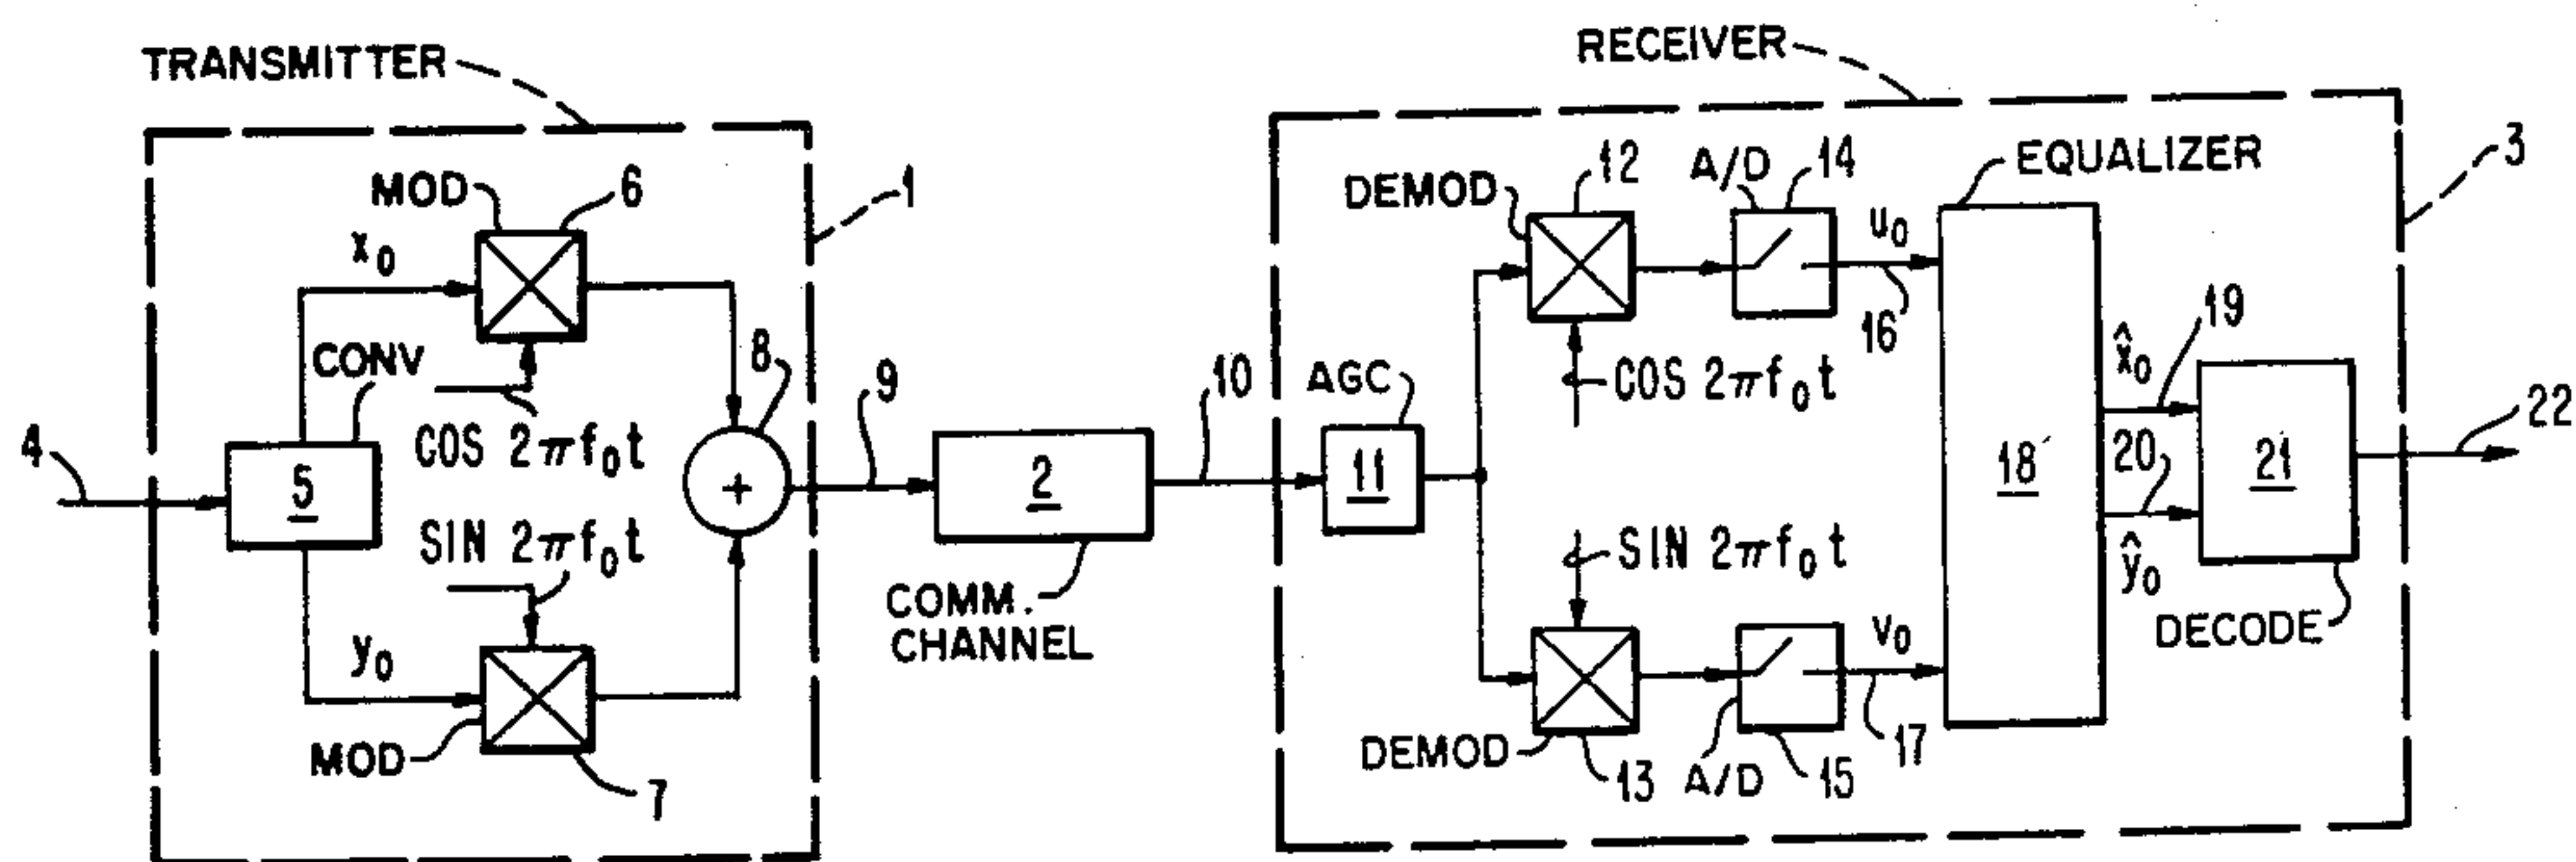 TRANSMITTER
RECEIVER
1
3
MOD
6
x₀
COS 2πf₀t
CONV
4
5
SIN 2πf₀t
y₀
MOD
7
8
+
9
2
COMM.
CHANNEL
10
AGC
11
DEMOD
12
COS 2πf₀t
A/D
14
u₀
16
EQUALIZER
18
SIN 2πf₀t
DEMOD
13
A/D
15
v₀
17
x̂₀
19
20
ŷ₀
21
DECODE
22